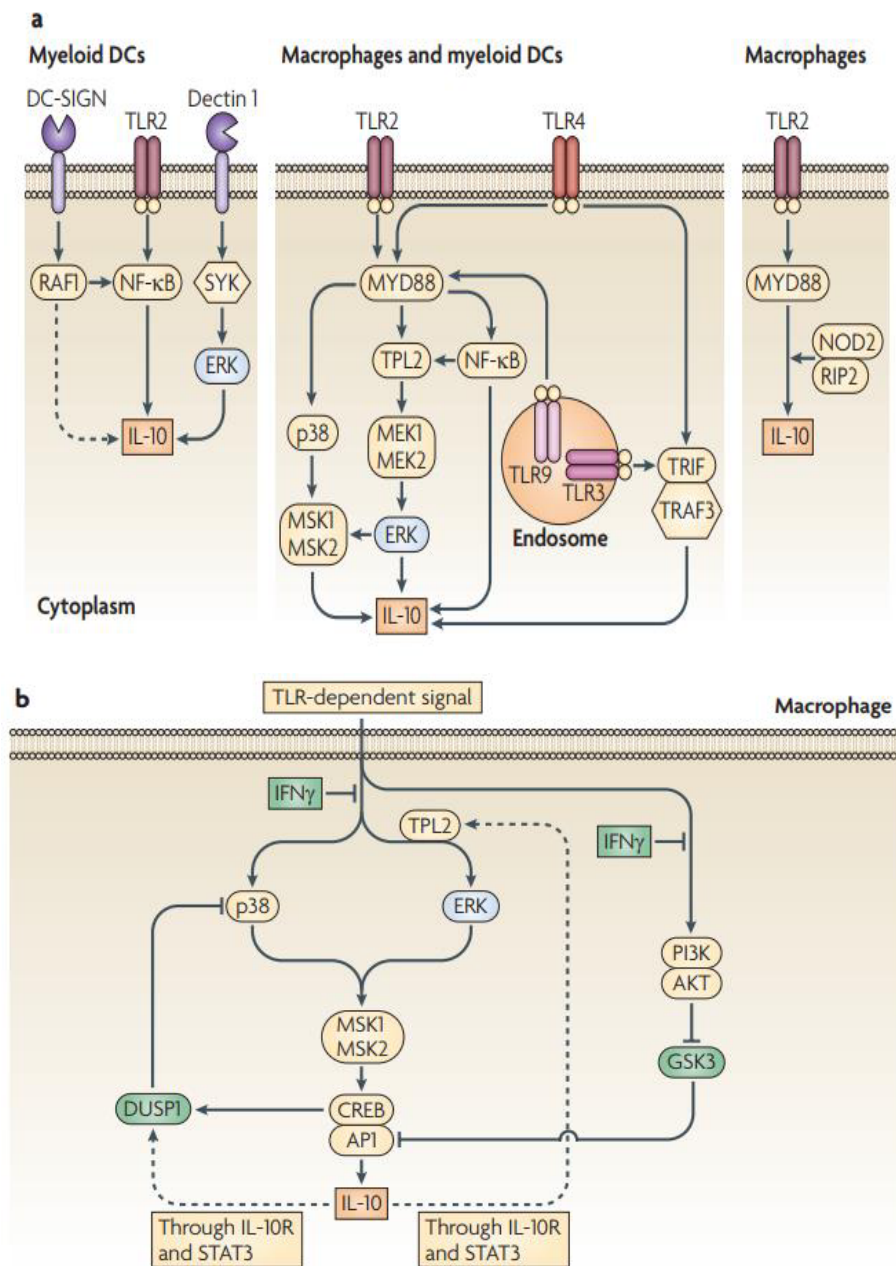 a
Myeloid DCs
Macrophages and myeloid DCs
Macrophages
DC-SIGN
TLR2
Dectin 1
TLR2
TLR4
TLR2
RAF1
NF-κB
SYK
ERK
IL-10
MYD88
TPL2
NF-κB
p38
MEK1
MEK2
MSK1
MSK2
ERK
IL-10
TLR9
TLR3
Endosome
TRIF
TRAF3
MYD88
NOD2
RIP2
IL-10
Cytoplasm
b
TLR-dependent signal
Macrophage
IFNγ
TPL2
IFNγ
p38
ERK
PI3K
AKT
MSK1
MSK2
GSK3
DUSP1
CREB
AP1
IL-10
Through IL-10R
and STAT3
Through IL-10R
and STAT3